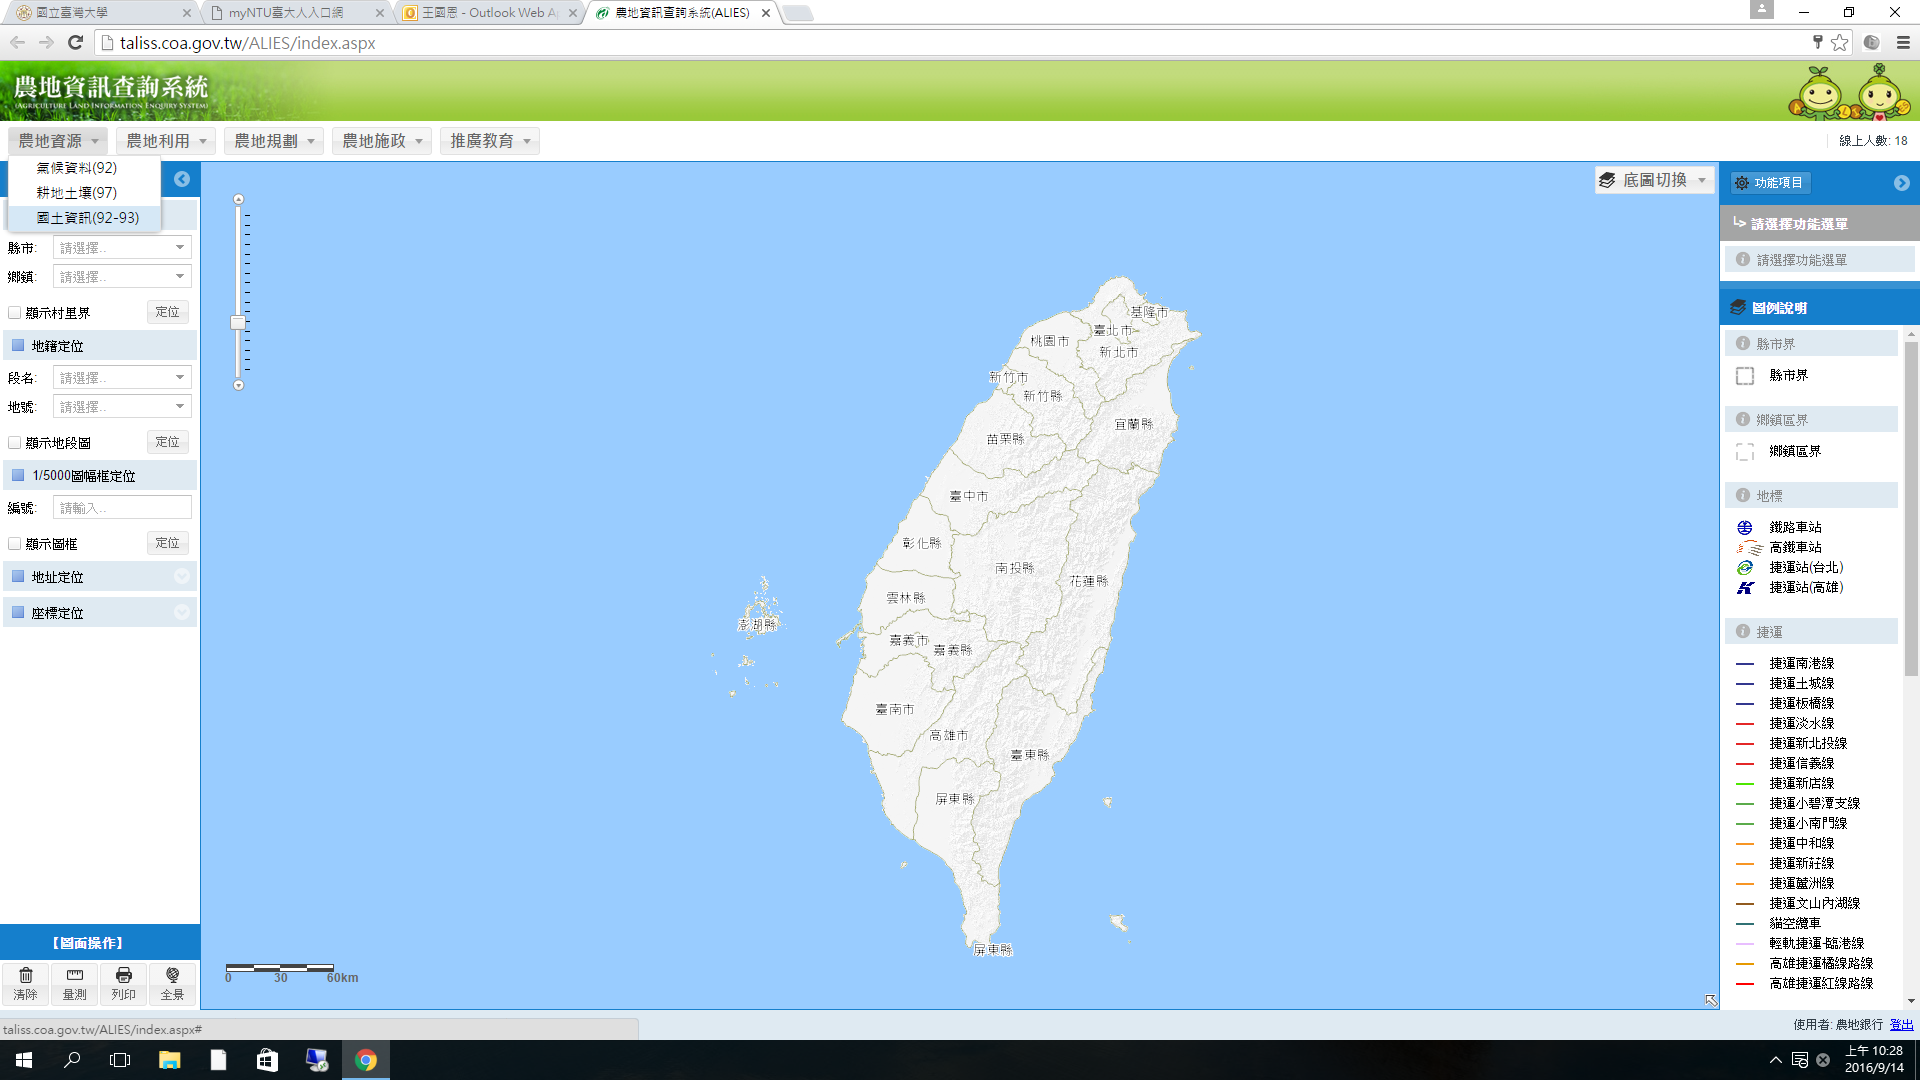 國立臺灣大學
myNTU臺大人入口網
王國恩 - Outlook Web A
農地資訊查詢系統(ALIES)
taliss.coa.gov.tw/ALIES/index.aspx
農地資訊查詢系統
(AGRICULTURE LAND INFORMATION ENQUIRY SYSTEM)
農地資源
農地利用
農地規劃
農地施政
推廣教育
線上人數: 18
氣候資料(92)
耕地土壤(97)
國土資訊(92-93)
縣市:
請選擇..
鄉鎮:
請選擇..
顯示村里界
定位
地籍定位
段名:
請選擇..
地號:
請選擇..
顯示地段圖
定位
1/5000圖幅框定位
編號:
請輸入..
顯示圖框
定位
地址定位
座標定位
【圖面操作】
清除
量測
列印
全景
底圖切換
基隆市
臺北市
桃園市
新北市
新竹市
新竹縣
宜蘭縣
苗栗縣
臺中市
彰化縣
南投縣
花蓮縣
雲林縣
澎湖縣
嘉義市
嘉義縣
臺南市
高雄市
臺東縣
屏東縣
屏東縣
0
30
60km
功能項目
請選擇功能選單
請選擇功能選單
圖例說明
縣市界
縣市界
鄉鎮區界
鄉鎮區界
地標
鐵路車站
高鐵車站
捷運站(台北)
捷運站(高雄)
捷運
捷運南港線
捷運土城線
捷運板橋線
捷運淡水線
捷運新北投線
捷運信義線
捷運新店線
捷運小碧潭支線
捷運小南門線
捷運中和線
捷運新莊線
捷運蘆洲線
捷運文山內湖線
貓空纜車
輕軌捷運-臨港線
高雄捷運橘線路線
高雄捷運紅線路線
使用者: 農地銀行 登出
taliss.coa.gov.tw/ALIES/index.aspx#
上午 10:28
2016/9/14